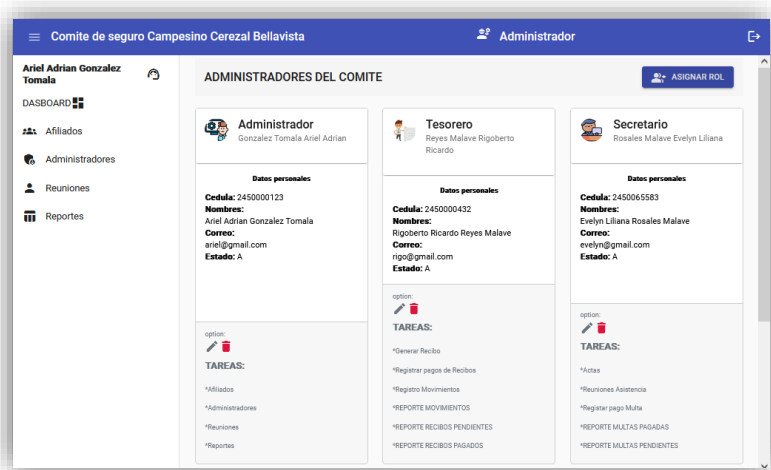 Comite de seguro Campesino Cerezal Bellavista
Administrador
Ariel Adrian Gonzalez
Tomala
DASBOARD
Afiliados
Administradores
Reuniones
Reportes
ADMINISTRADORES DEL COMITE
ASIGNAR ROL
Administrador
Gonzalez Tomala Ariel Adrian
Datos personales
Cedula: 2450000123
Nombres:
Ariel Adrian Gonzalez Tomala
Correo:
ariel@gmail.com
Estado: A
option:
TAREAS:
*Afiliados
*Administradores
*Reuniones
*Reportes
Tesorero
Reyes Malave Rigoberto
Ricardo
Datos personales
Cedula: 2450000432
Nombres:
Rigoberto Ricardo Reyes Malave
Correo:
rigo@gmail.com
Estado: A
option:
TAREAS:
*Generar Recibo
*Registrar pagos de Recibos
*Registro Movimientos
*REPORTE MOVIMIENTOS
*REPORTE RECIBOS PENDIENTES
*REPORTE RECIBOS PAGADOS
Secretario
Rosales Malave Evelyn Liliana
Datos personales
Cedula: 2450065583
Nombres:
Evelyn Liliana Rosales Malave
Correo:
evelyn@gmail.com
Estado: A
option:
TAREAS:
*Actas
*Reuniones Asistencia
*Registar pago Multa
*REPORTE MULTAS PAGADAS
*REPORTE MULTAS PENDIENTES